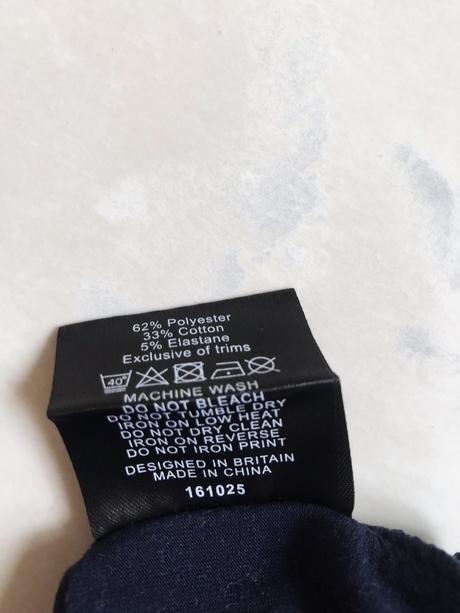 62% Polyester
33% Cotton
5% Elastane
Exclusive of trims
40°
MACHINE WASH
DO NOT BLEACH
DO NOT TUMBLE DRY
IRON ON LOW HEAT
DO NOT DRY CLEAN
IRON ON REVERSE
DO NOT IRON PRINT
DESIGNED IN BRITAIN
MADE IN CHINA
161025